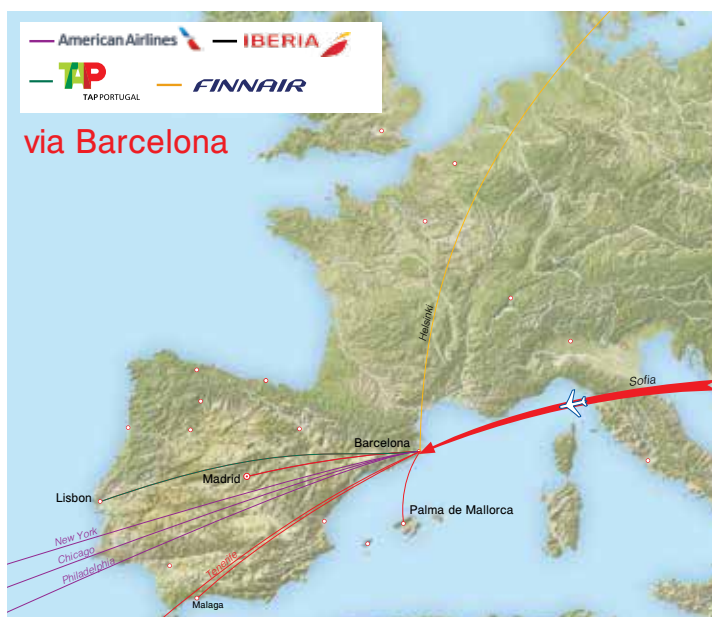 American Airlines
IBERIA
TAP
TAP PORTUGAL
FINNAIR
via Barcelona
Helsinki
Sofia
Barcelona
Madrid
Lisbon
Palma de Mallorca
New York
Chicago
Philadelphia
Tenerife
Malaga